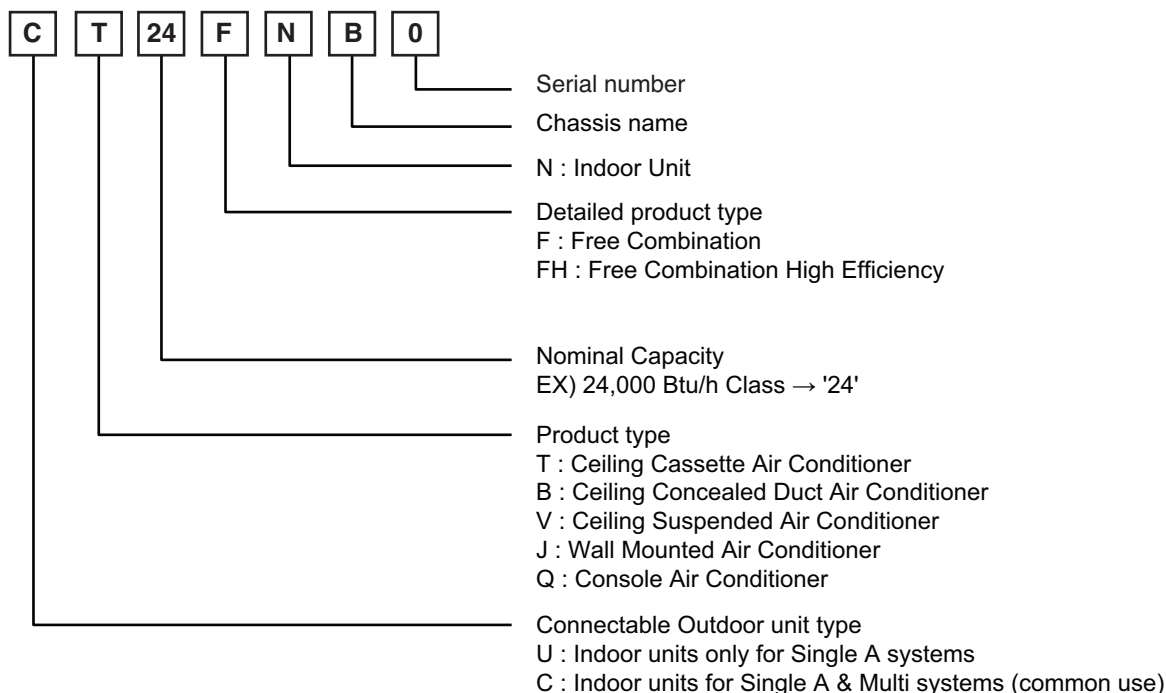 C T 24 F N B 0
Serial number
Chassis name
N : Indoor Unit
Detailed product type
F : Free Combination
FH : Free Combination High Efficiency
Nominal Capacity
EX) 24,000 Btu/h Class → '24'
Product type
T : Ceiling Cassette Air Conditioner
B : Ceiling Concealed Duct Air Conditioner
V : Ceiling Suspended Air Conditioner
J : Wall Mounted Air Conditioner
Q : Console Air Conditioner
Connectable Outdoor unit type
U : Indoor units only for Single A systems
C : Indoor units for Single A & Multi systems (common use)